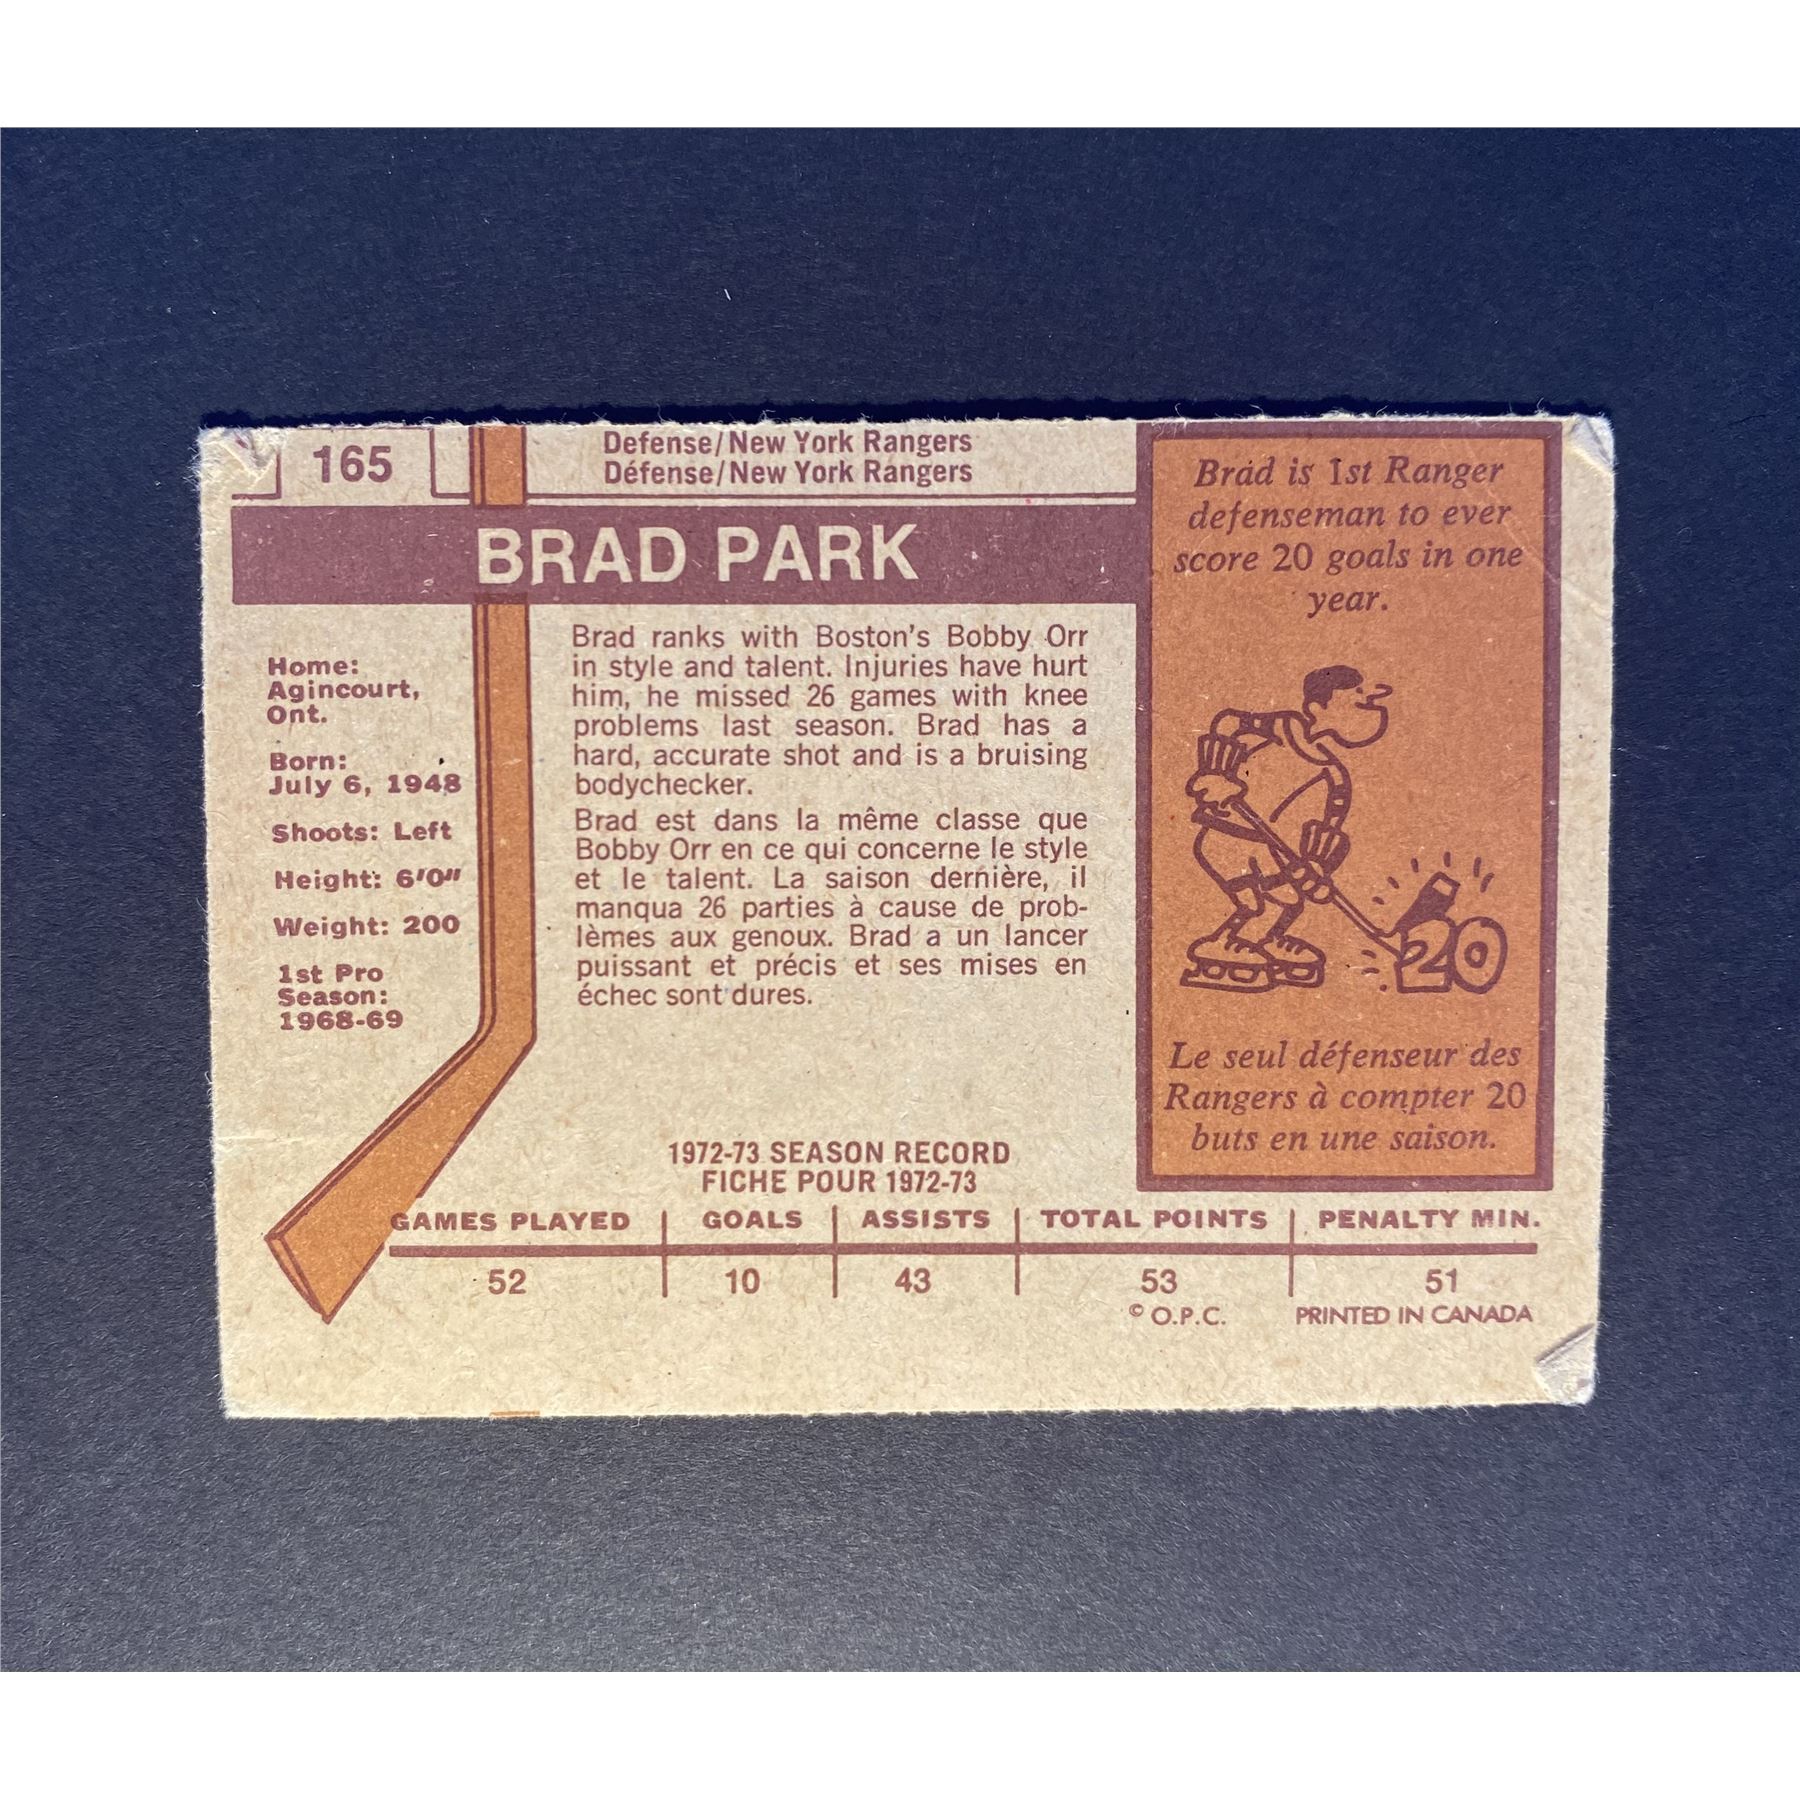 165
Defense/New York Rangers
Défense/New York Rangers
BRAD PARK
Home:
Agincourt,
Ont.
Born:
July 6, 1948
Shoots: Left
Height: 6'0"
Weight: 200
1st Pro
Season:
1968-69
Brad ranks with Boston's Bobby Orr
in style and talent. Injuries have hurt
him, he missed 26 games with knee
problems last season. Brad has a
hard, accurate shot and is a bruising
bodychecker.
Brad est dans la même classe que
Bobby Orr en ce qui concerne le style
et le talent. La saison dernière, il
manqua 26 parties à cause de prob-
lèmes aux genoux. Brad a un lancer
puissant et précis et ses mises en
échec sont dures.
Brad is 1st Ranger
defenseman to ever
score 20 goals in one
year.
20
Le seul défenseur des
Rangers à compter 20
buts en une saison.
1972-73 SEASON RECORD
FICHE POUR 1972-73
GAMES PLAYED GOALS ASSISTS TOTAL POINTS PENALTY MIN.
52 10 43 53 51
© O.P.C. PRINTED IN CANADA